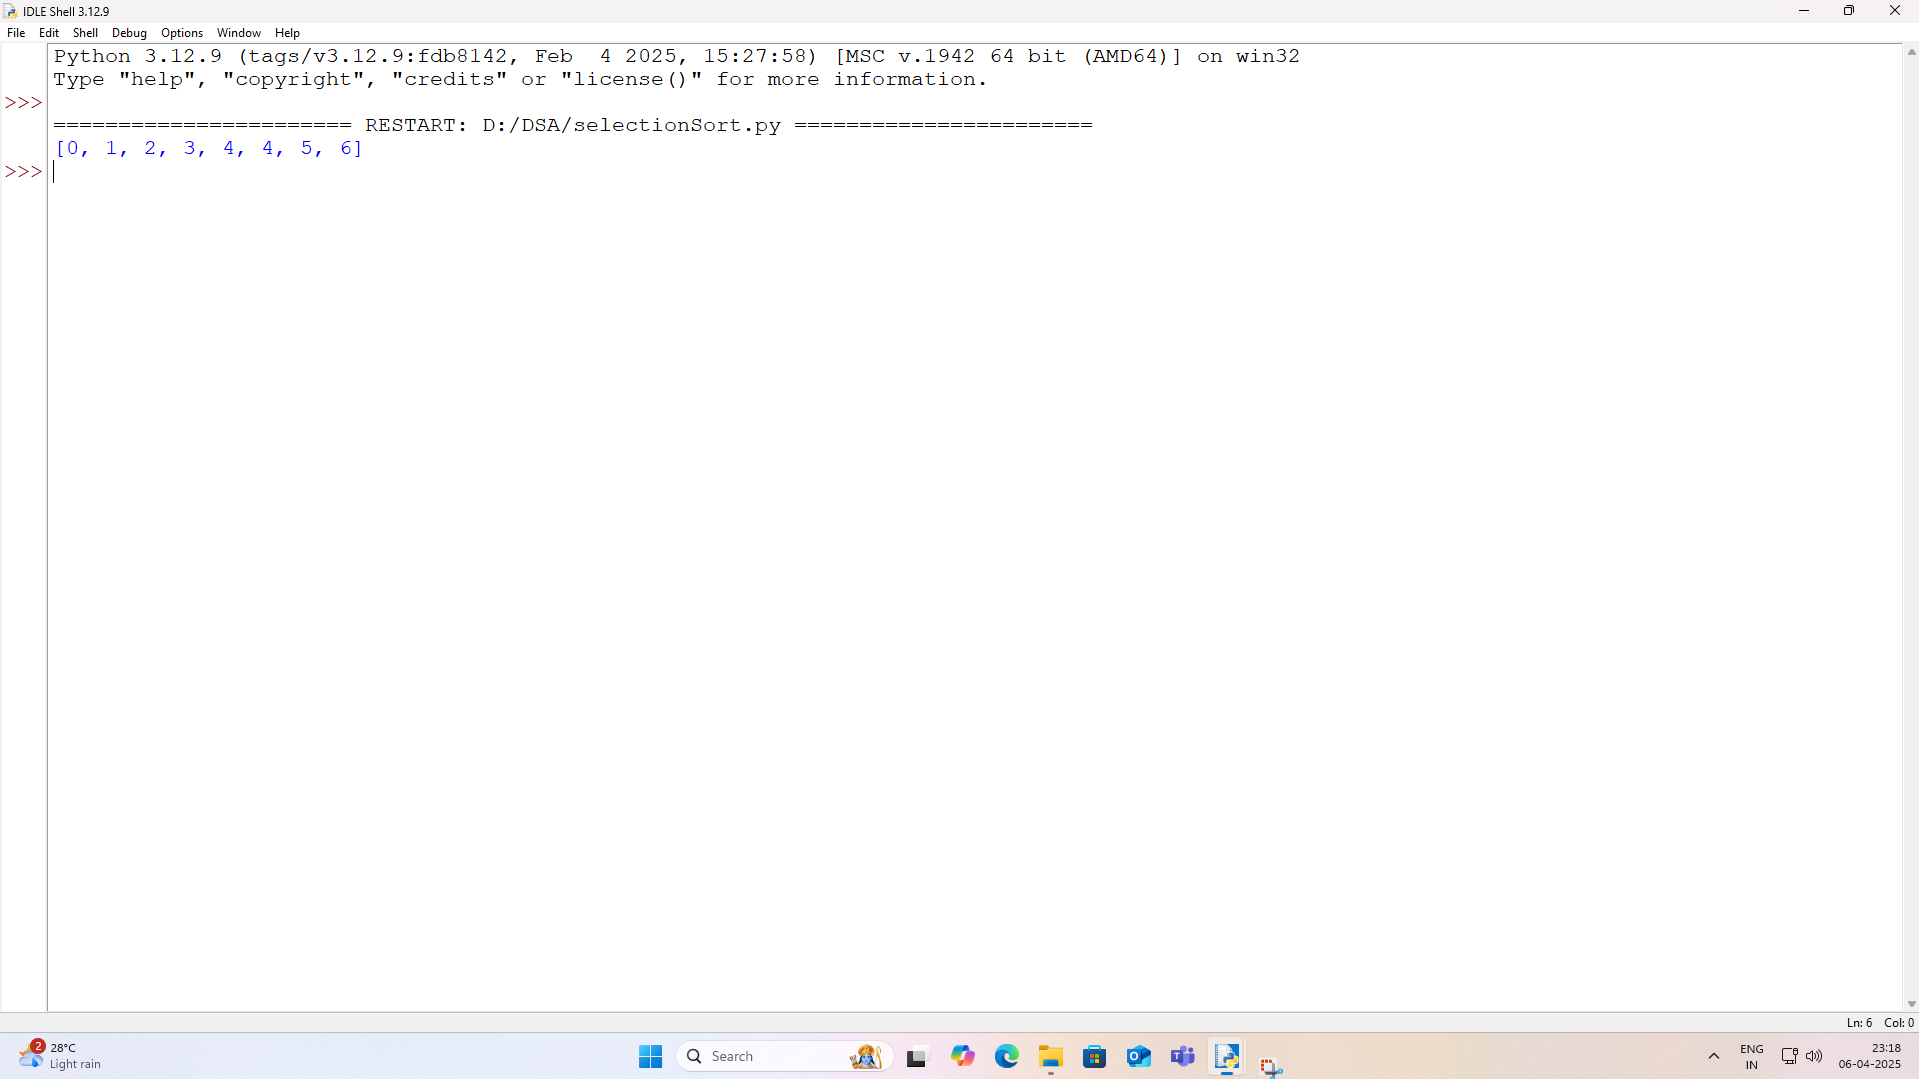 IDLE Shell 3.12.9
File Edit Shell Debug Options Window Help
Python 3.12.9 (tags/v3.12.9:fdb8142, Feb  4 2025, 15:27:58) [MSC v.1942 64 bit (AMD64)] on win32
Type "help", "copyright", "credits" or "license()" for more information.
>>>
======================= RESTART: D:/DSA/selectionSort.py =======================
[0, 1, 2, 3, 4, 4, 5, 6]
>>>
Ln: 6 Col: 0
2
28°C
Light rain
Search
ENG
IN
23:18
06-04-2025